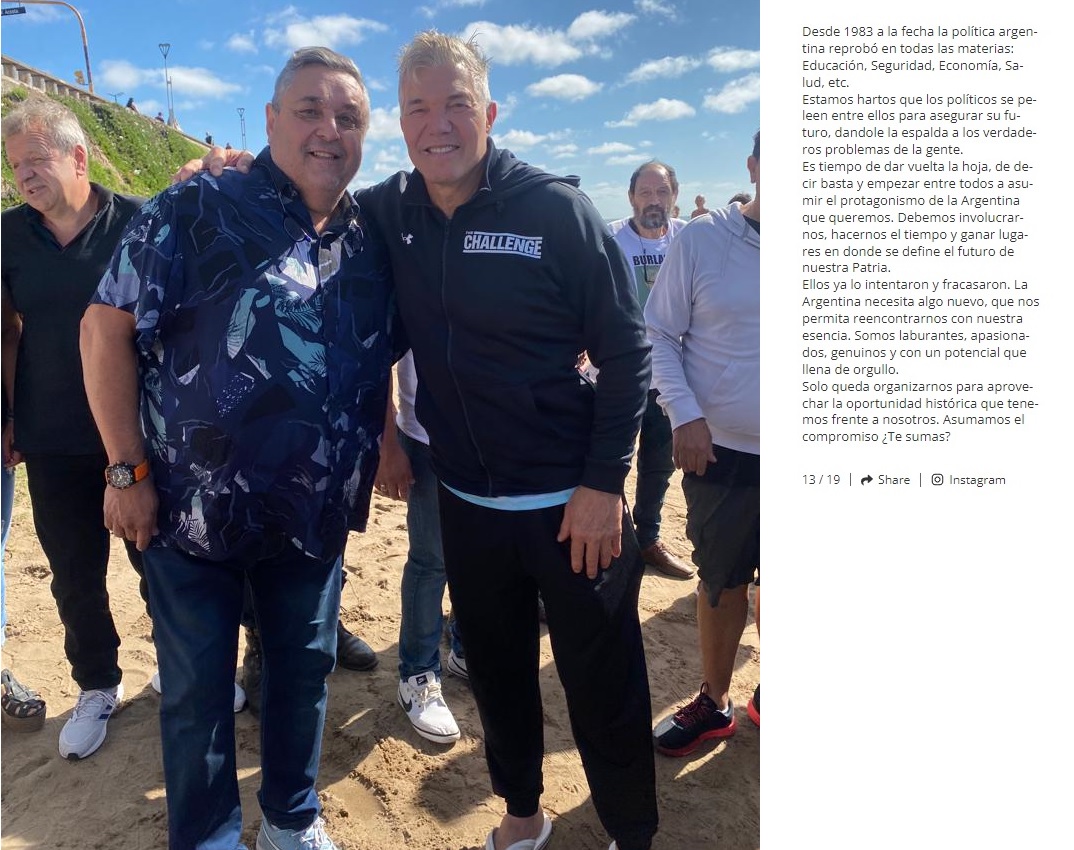 Acosta
THE
CHALLENGE
BURLA
Desde 1983 a la fecha la política argen-
tina reprobó en todas las materias:
Educación, Seguridad, Economía, Sa-
lud, etc.
Estamos hartos que los políticos se pe-
leen entre ellos para asegurar su fu-
turo, dandole la espalda a los verdade-
ros problemas de la gente.
Es tiempo de dar vuelta la hoja, de de-
cir basta y empezar entre todos a asu-
mir el protagonismo de la Argentina
que queremos. Debemos involucrar-
nos, hacernos el tiempo y ganar luga-
res en donde se define el futuro de
nuestra Patria.
Ellos ya lo intentaron y fracasaron. La
Argentina necesita algo nuevo, que nos
permita reencontrarnos con nuestra
esencia. Somos laburantes, apasiona-
dos, genuinos y con un potencial que
llena de orgullo.
Solo queda organizarnos para aprove-
char la oportunidad histórica que tene-
mos frente a nosotros. Asumamos el
compromiso ¿Te sumas?
13 / 19 | Share | Instagram